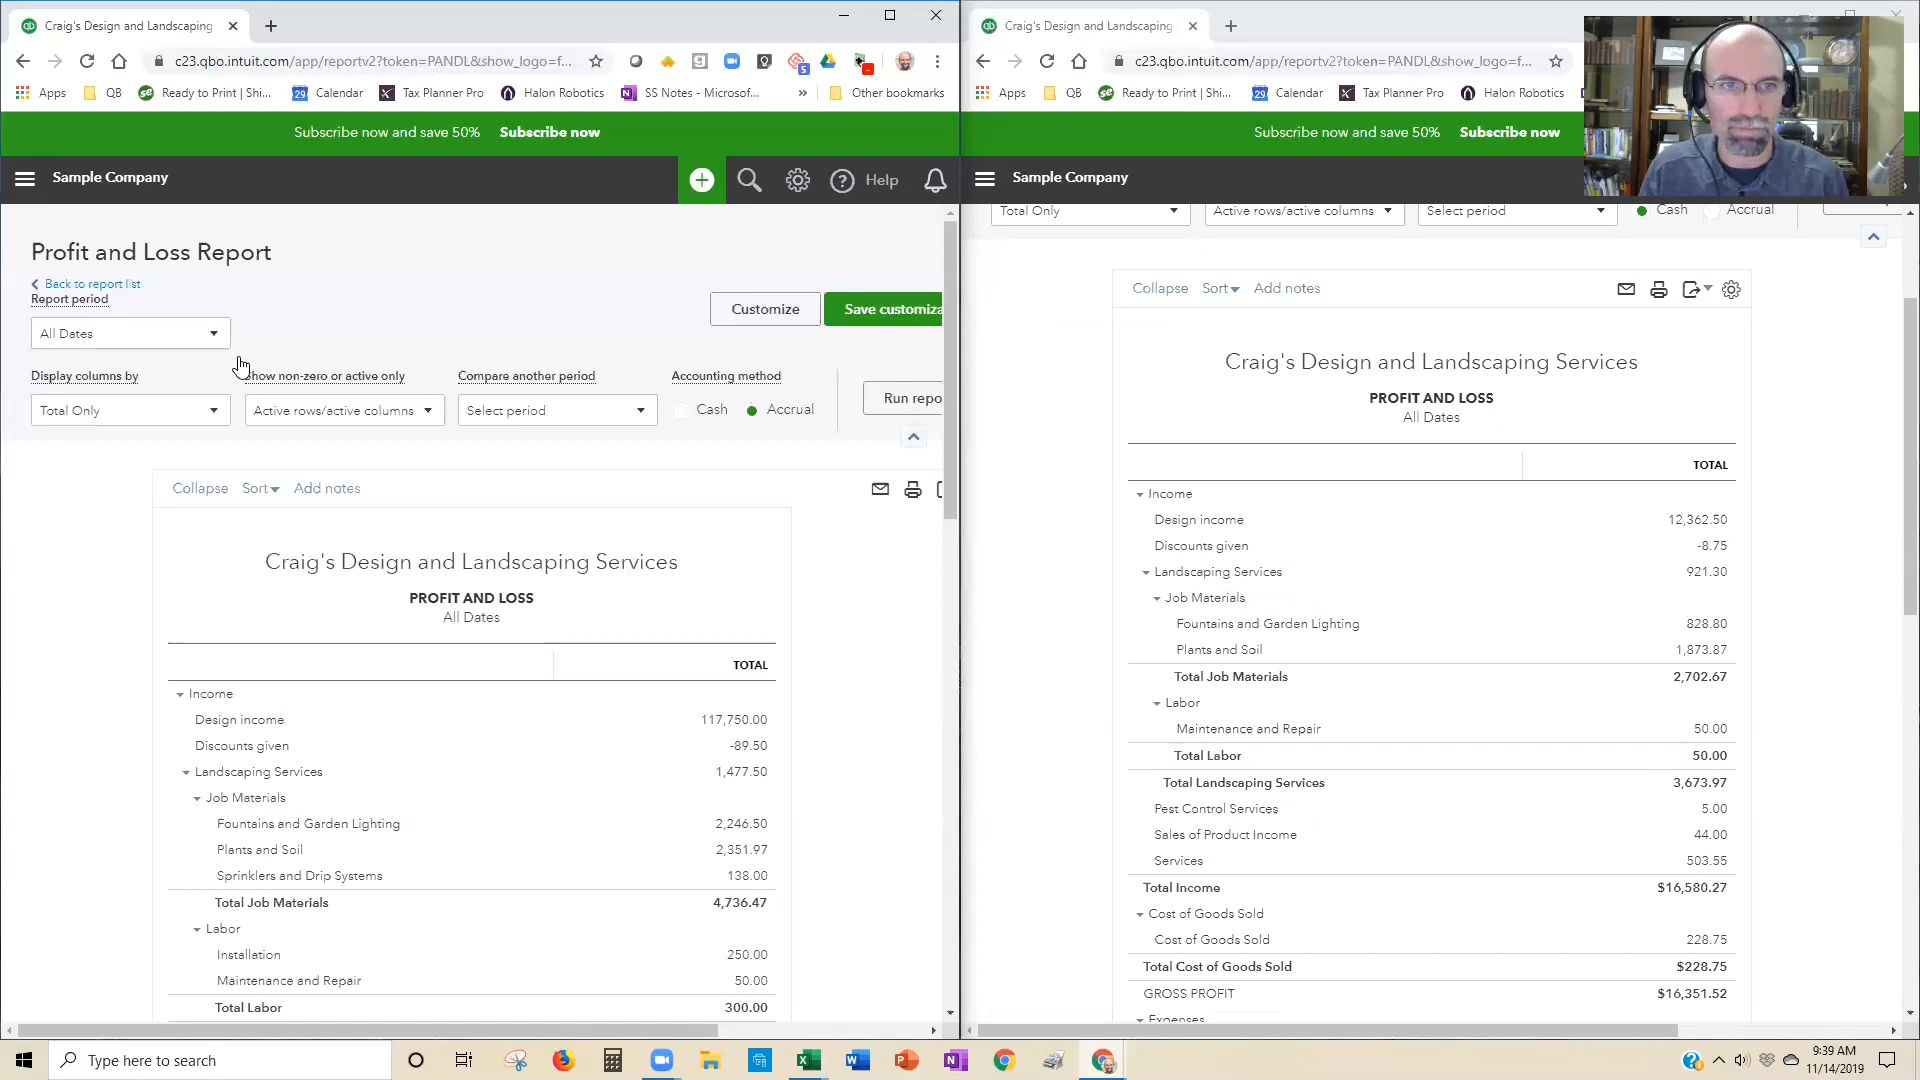 Craig's Design and Landscaping
c23.qbo.intuit.com/app/reportv2?token=PANDL&show_logo=f...
5
Apps
QB
Ready to Print | Shi...
29 Calendar
Tax Planner Pro
Halon Robotics
SS Notes - Microsof...
»
Other bookmarks
Subscribe now and save 50% Subscribe now
Sample Company
Help
Profit and Loss Report
Back to report list
Report period
All Dates
Customize
Save customiza
Display columns by
Show non-zero or active only
Compare another period
Accounting method
Total Only
Active rows/active columns
Select period
Cash
Accrual
Run repo
Collapse Sort Add notes
Craig's Design and Landscaping Services
PROFIT AND LOSS
All Dates
TOTAL
Income
Design income 117,750.00
Discounts given -89.50
Landscaping Services 1,477.50
Job Materials
Fountains and Garden Lighting 2,246.50
Plants and Soil 2,351.97
Sprinklers and Drip Systems 138.00
Total Job Materials 4,736.47
Labor
Installation 250.00
Maintenance and Repair 50.00
Total Labor 300.00
Craig's Design and Landscaping
c23.qbo.intuit.com/app/reportv2?token=PANDL&show_logo=f...
Apps
QB
Ready to Print | Shi...
29 Calendar
Tax Planner Pro
Halon Robotics
Subscribe now and save 50% Subscribe now
Sample Company
Total Only
Active rows/active columns
Select period
Cash
Accrual
Collapse Sort Add notes
Craig's Design and Landscaping Services
PROFIT AND LOSS
All Dates
TOTAL
Income
Design income 12,362.50
Discounts given -8.75
Landscaping Services 921.30
Job Materials
Fountains and Garden Lighting 828.80
Plants and Soil 1,873.87
Total Job Materials 2,702.67
Labor
Maintenance and Repair 50.00
Total Labor 50.00
Total Landscaping Services 3,673.97
Pest Control Services 5.00
Sales of Product Income 44.00
Services 503.55
Total Income $16,580.27
Cost of Goods Sold
Cost of Goods Sold 228.75
Total Cost of Goods Sold $228.75
GROSS PROFIT $16,351.52
Expenses
Type here to search
9:39 AM
11/14/2019